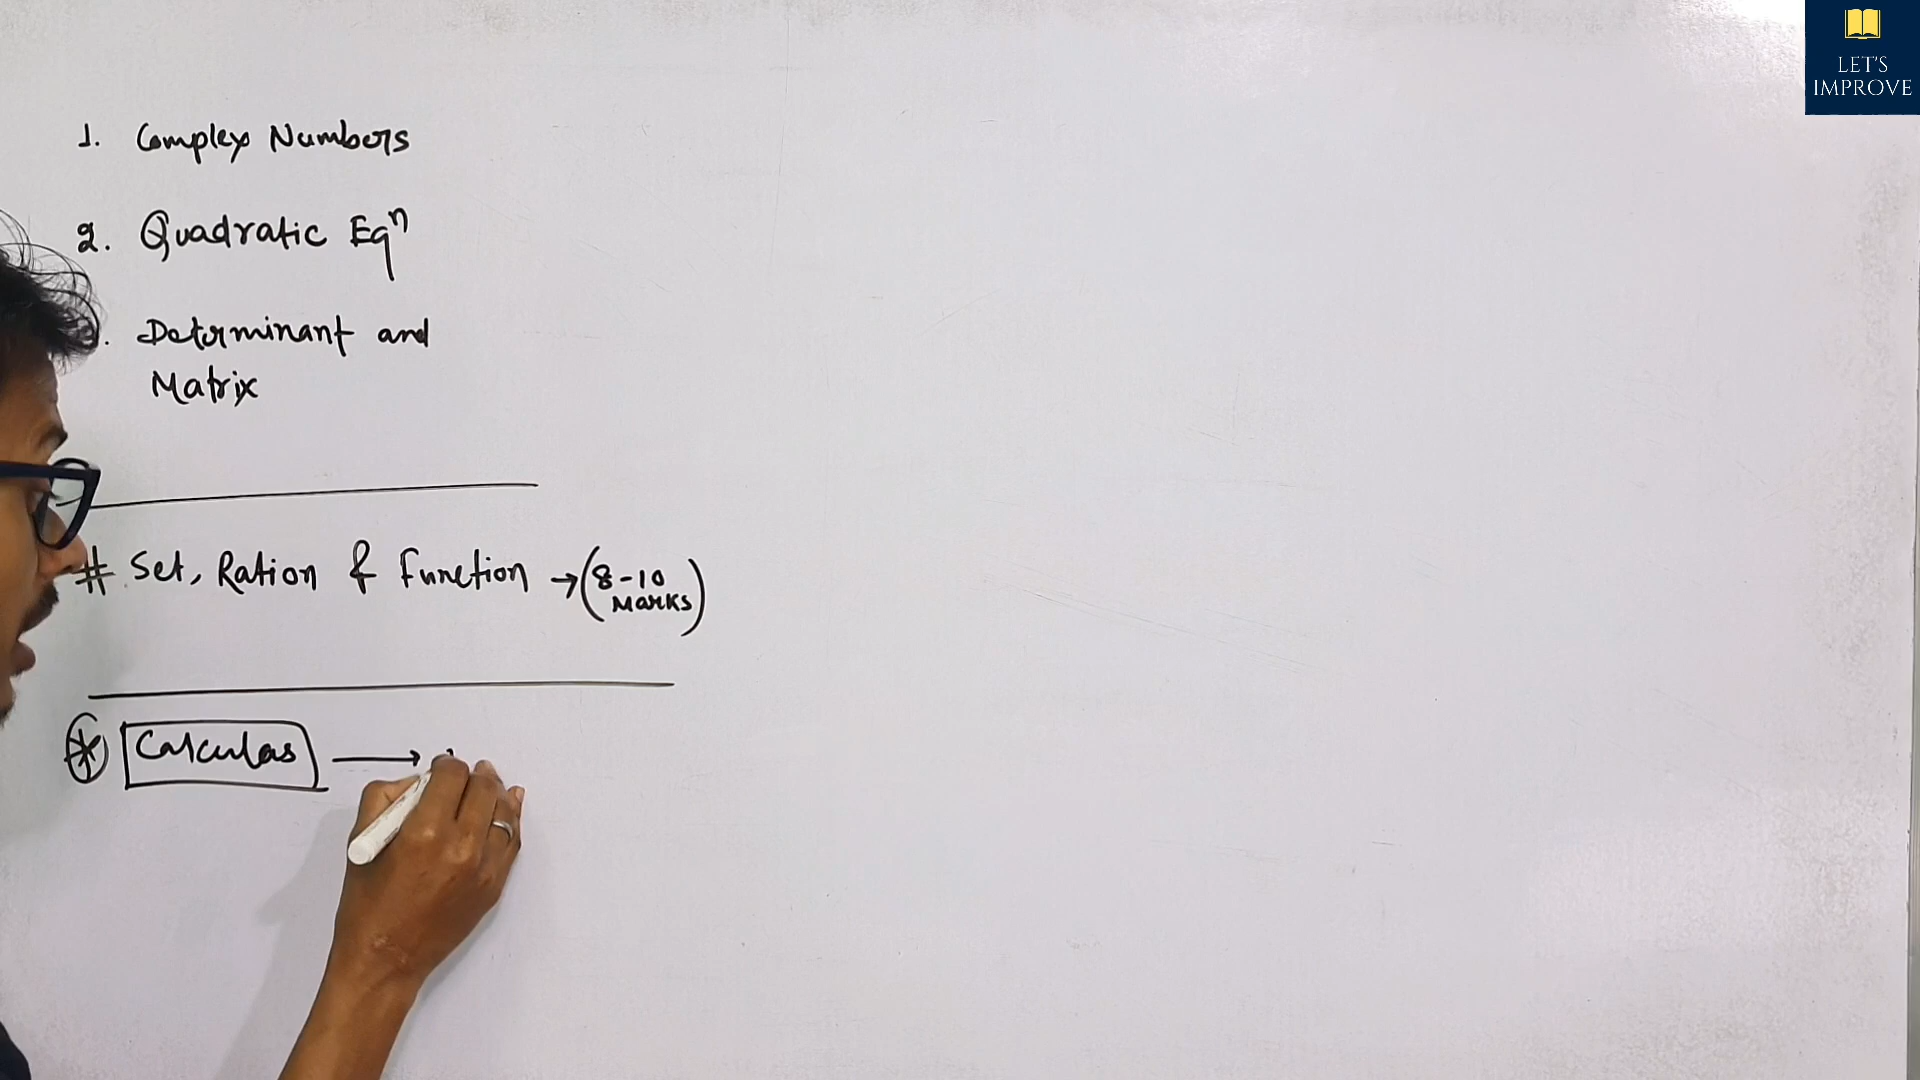 LET'S
IMPROVE
1. Complex Numbers
2. Quadratic Eqⁿ
. Determinant and
Matrix
# Set, Ration & Function → (8-10
Marks)
* Calculas →